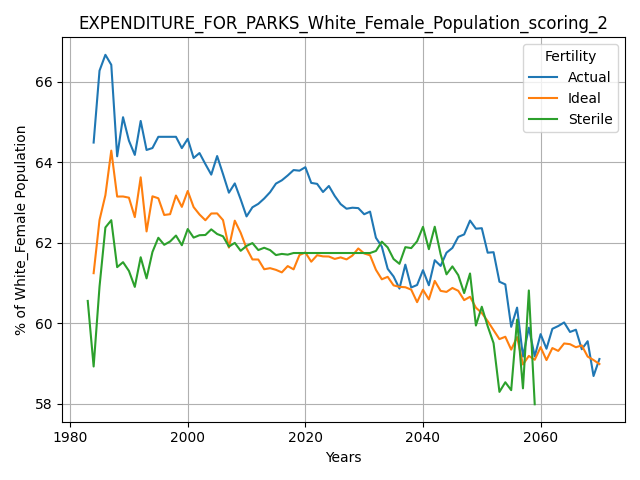 EXPENDITURE_FOR_PARKS_White_Female_Population_scoring_2
% of White_Female Population
66
64
62
60
58
Fertility
Actual
Ideal
Sterile
1980
2000
2020
2040
2060
Years